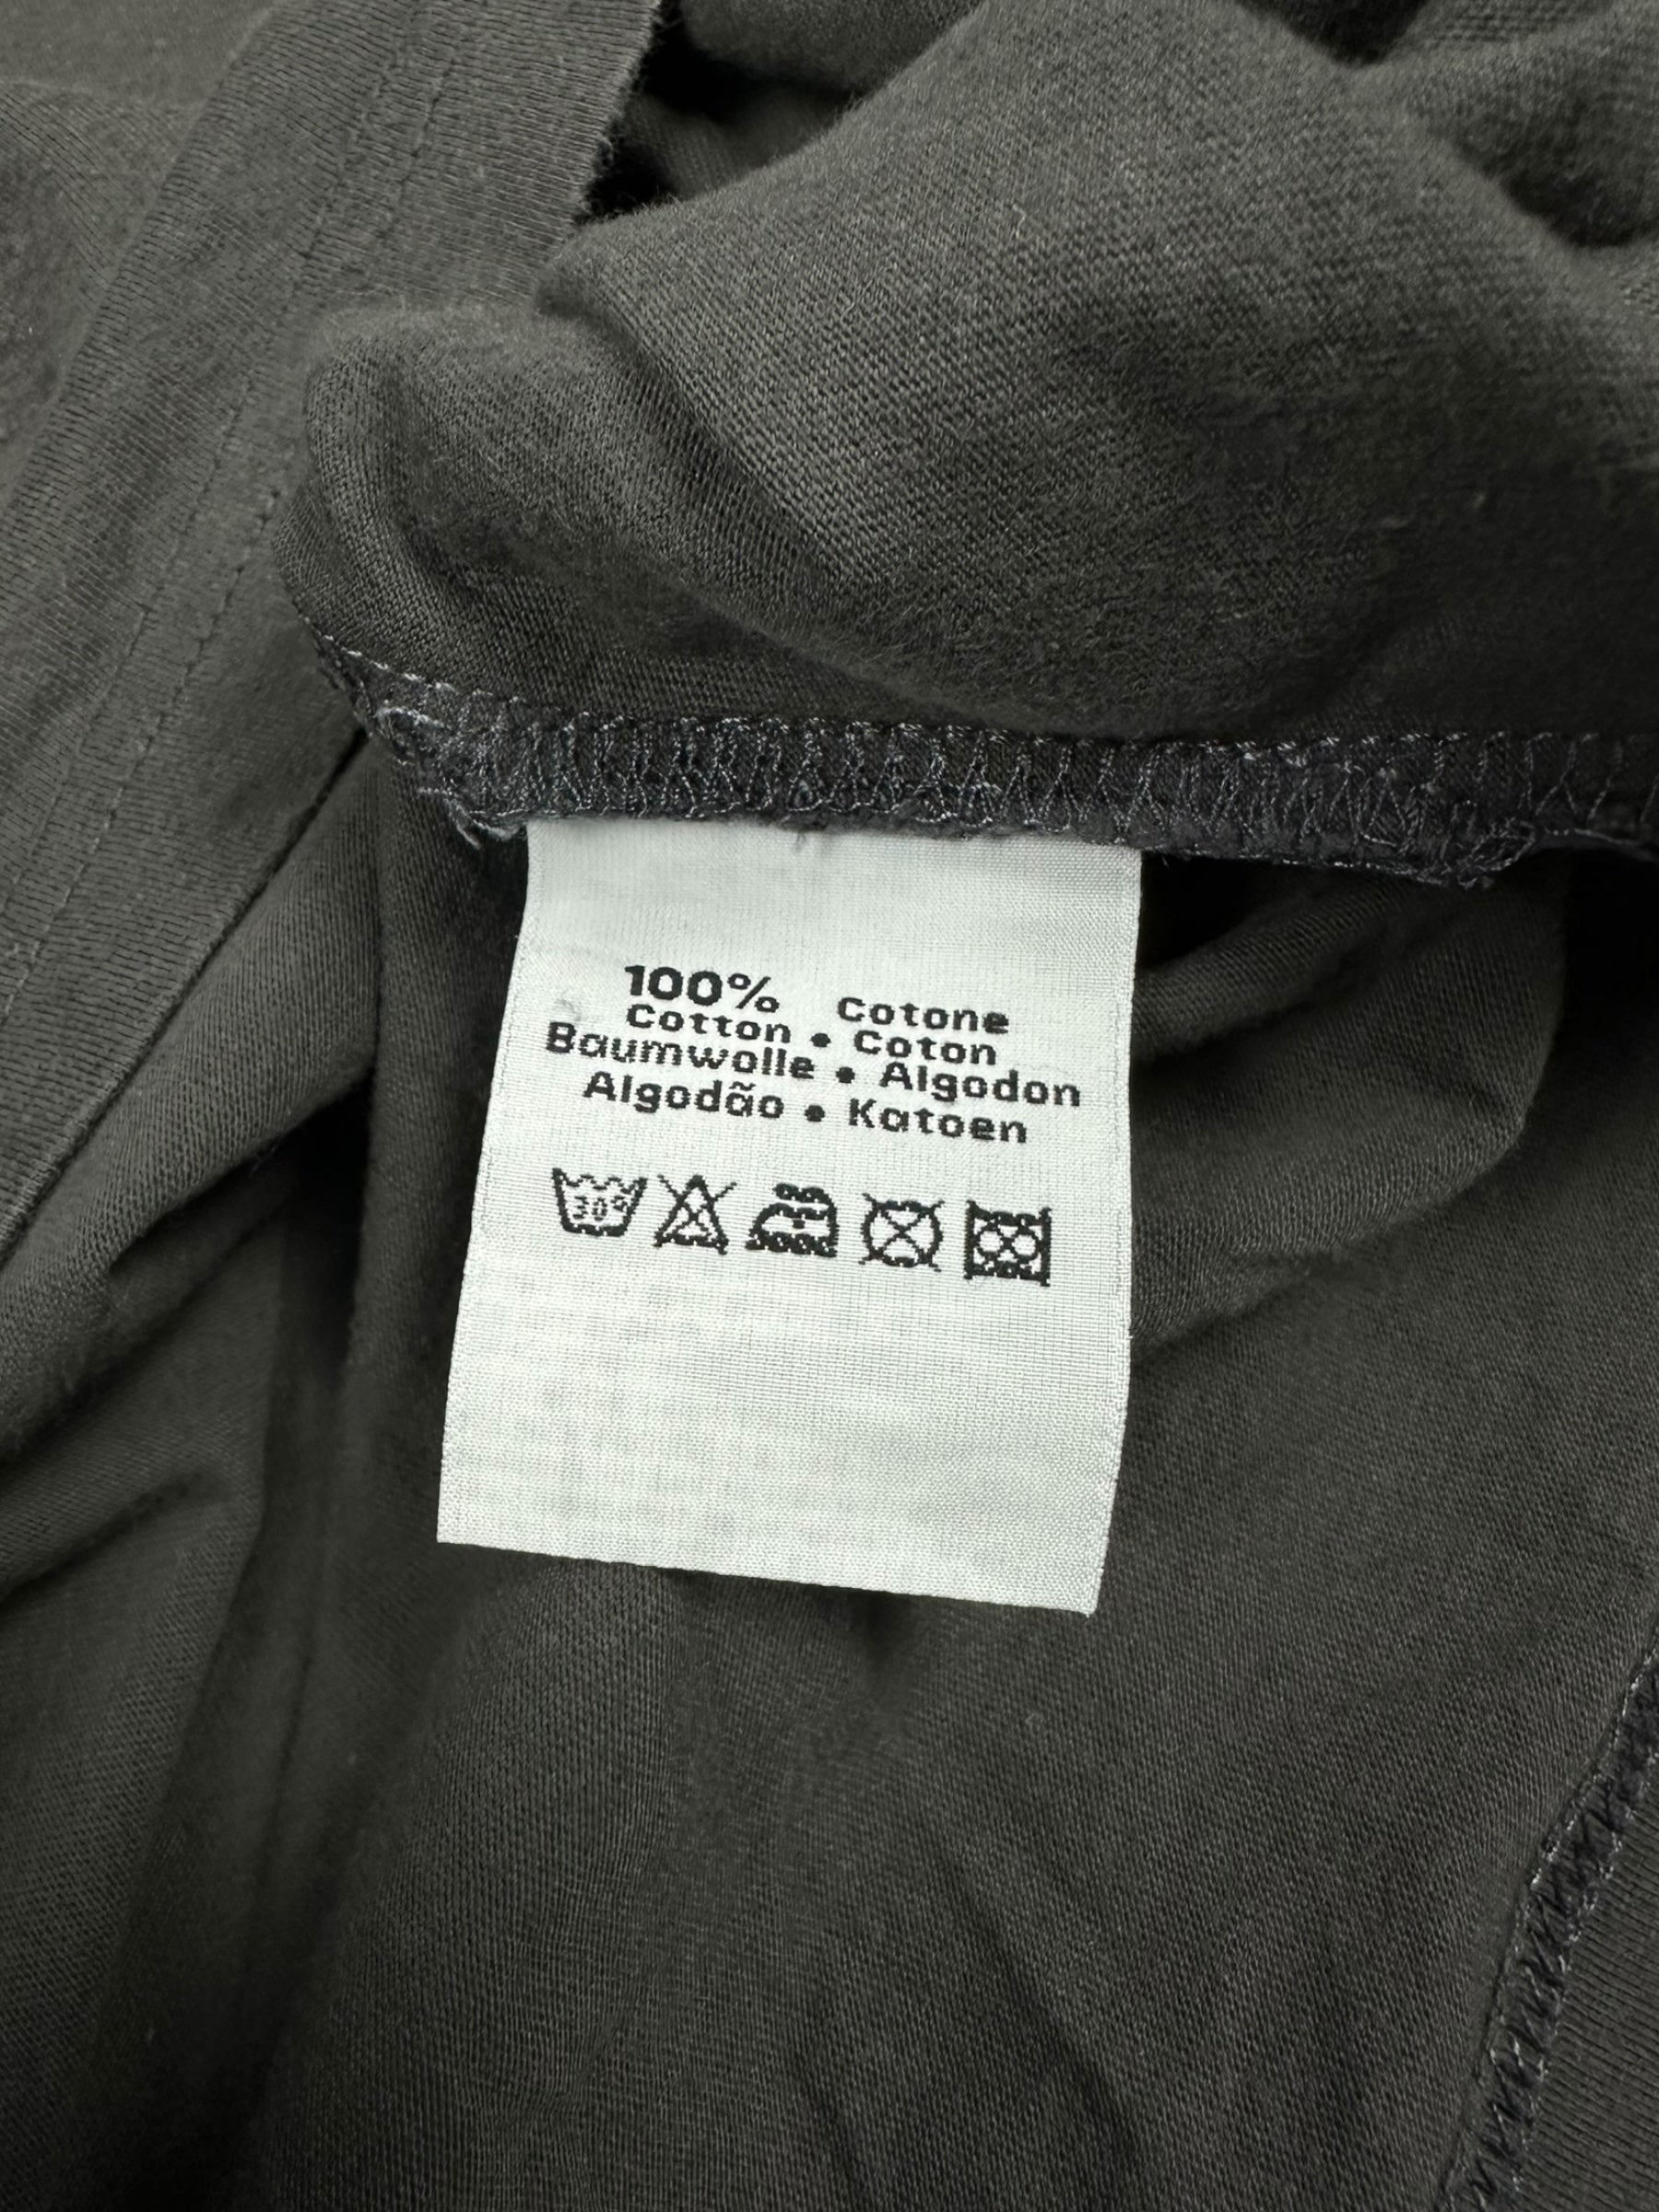 100% Cotone
Cotton • Coton
Baumwolle • Algodon
Algodão • Katoen
30°